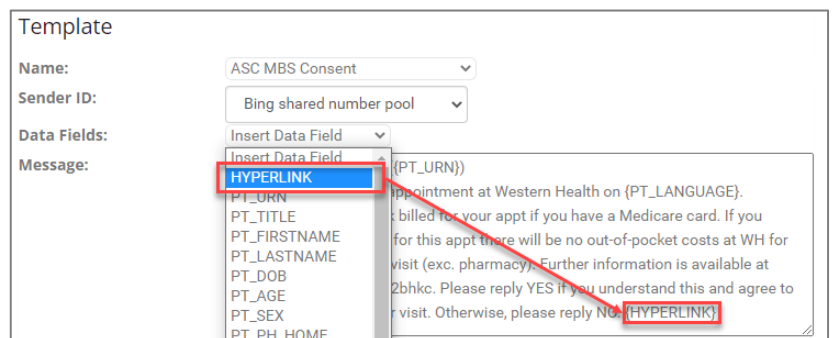 Template
Name:
ASC MBS Consent
Sender ID:
Bing shared number pool
Data Fields:
Insert Data Field
Message:
Insert Data Field
HYPERLINK
PT_URN
PT_TITLE
PT_FIRSTNAME
PT_LASTNAME
PT_DOB
PT_AGE
PT_SEX
PT_PH_HOME
{PT_URN})
appointment at Western Health on {PT_LANGUAGE}.
billed for your appt if you have a Medicare card. If you
for this appt there will be no out-of-pocket costs at WH for
visit (exc. pharmacy). Further information is available at
2bhkc. Please reply YES if you understand this and agree to
visit. Otherwise, please reply NO. {HYPERLINK}